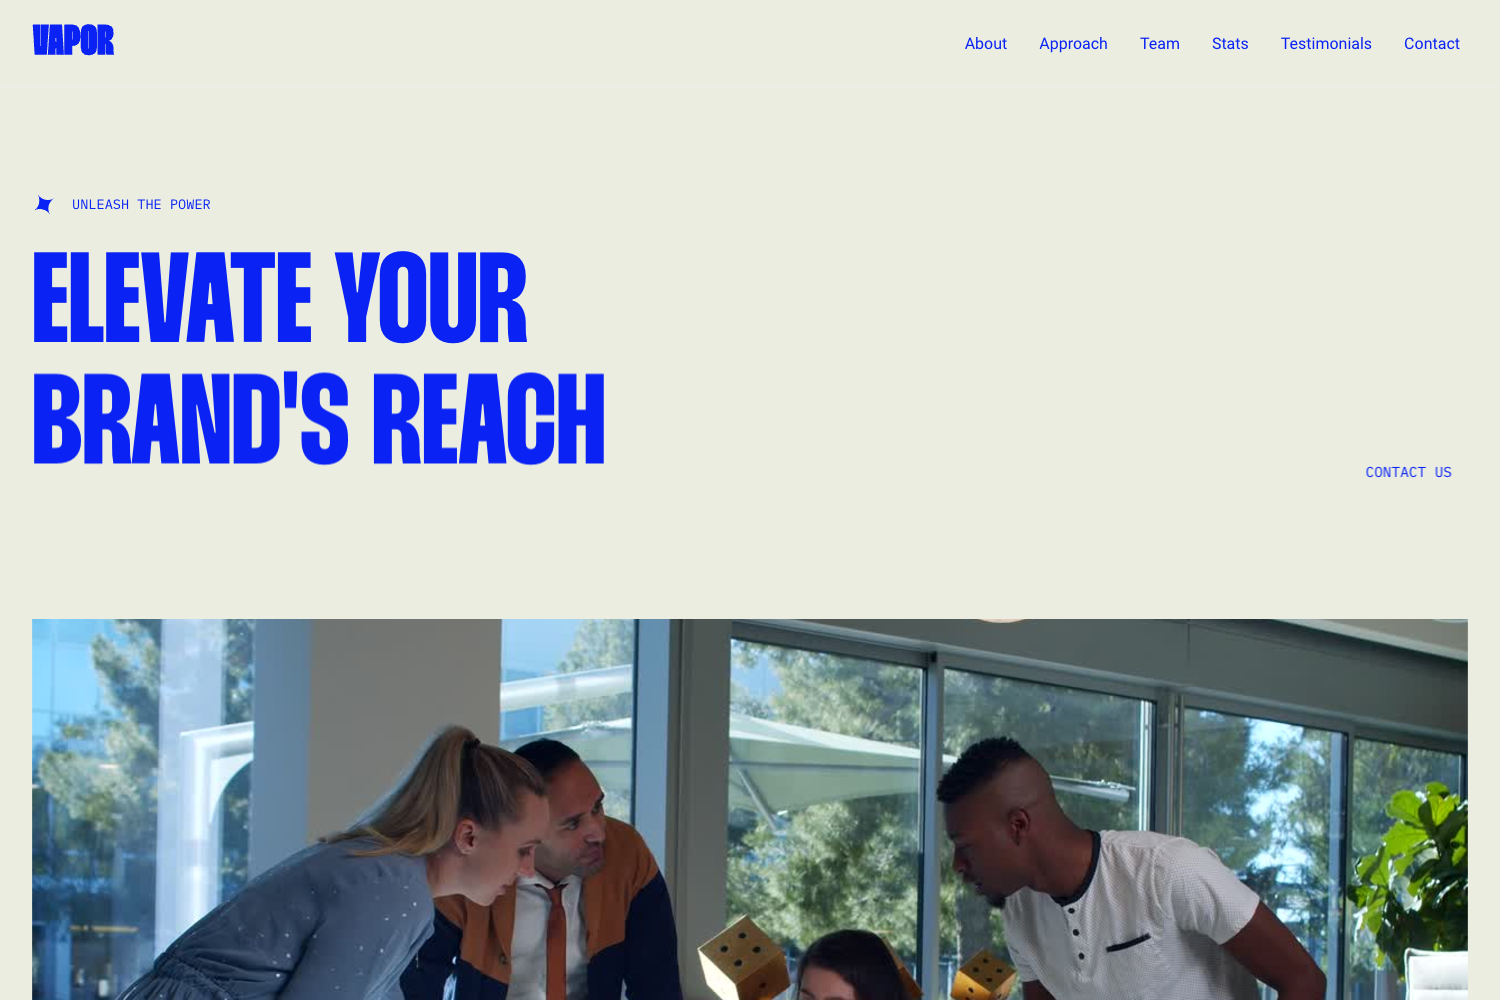 VAPOR
About
Approach
Team
Stats
Testimonials
Contact
UNLEASH THE POWER
ELEVATE YOUR
BRAND'S REACH
CONTACT US